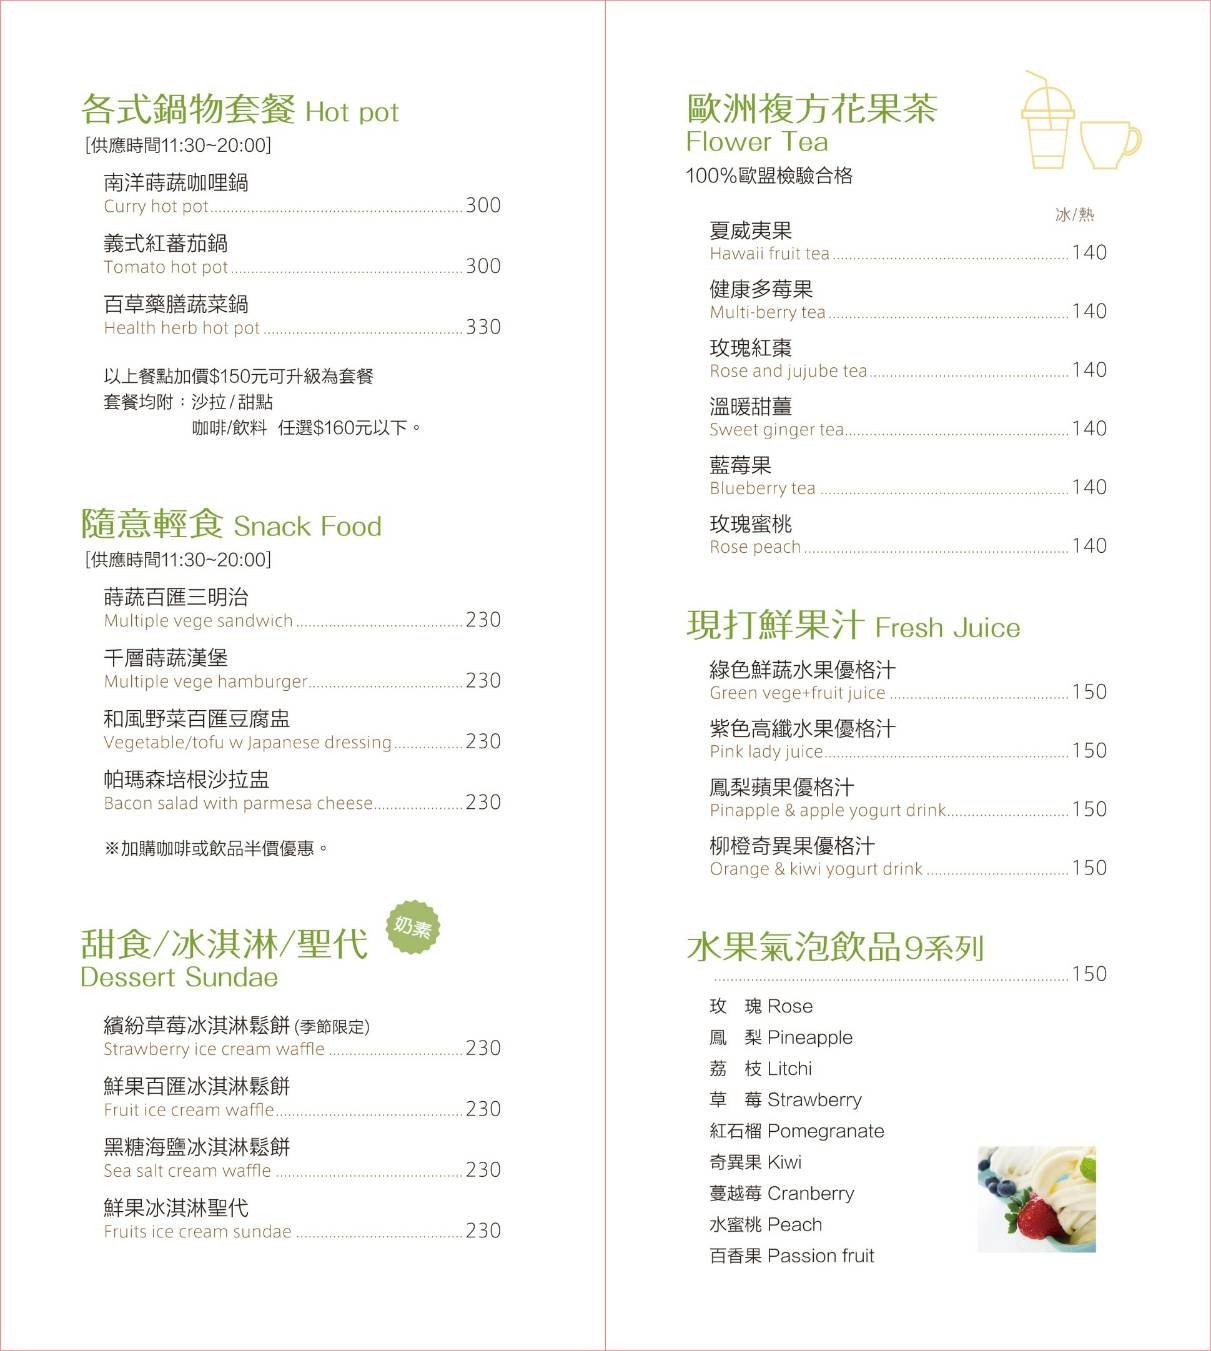 各式鍋物套餐 Hot pot
[供應時間11:30~20:00]
南洋蒔蔬咖哩鍋
Curry hot pot 300
義式紅蕃茄鍋
Tomato hot pot 300
百草藥膳蔬菜鍋
Health herb hot pot 330
以上餐點加價$150元可升級為套餐
套餐均附：沙拉/甜點
咖啡/飲料 任選$160元以下。
隨意輕食 Snack Food
[供應時間11:30~20:00]
蒔蔬百匯三明治
Multiple vege sandwich 230
千層蒔蔬漢堡
Multiple vege hamburger 230
和風野菜百匯豆腐盅
Vegetable/tofu w Japanese dressing 230
帕瑪森培根沙拉盅
Bacon salad with parmesa cheese 230
※加購咖啡或飲品半價優惠。
甜食/冰淇淋/聖代 奶素
Dessert Sundae
繽紛草莓冰淇淋鬆餅 (季節限定)
Strawberry ice cream waffle 230
鮮果百匯冰淇淋鬆餅
Fruit ice cream waffle 230
黑糖海鹽冰淇淋鬆餅
Sea salt cream waffle 230
鮮果冰淇淋聖代
Fruits ice cream sundae 230
歐洲複方花果茶
Flower Tea
100%歐盟檢驗合格
冰/熱
夏威夷果
Hawaii fruit tea 140
健康多莓果
Multi-berry tea 140
玫瑰紅棗
Rose and jujube tea 140
溫暖甜薑
Sweet ginger tea 140
藍莓果
Blueberry tea 140
玫瑰蜜桃
Rose peach 140
現打鮮果汁 Fresh Juice
綠色鮮蔬水果優格汁
Green vege+fruit juice 150
紫色高纖水果優格汁
Pink lady juice 150
鳳梨蘋果優格汁
Pinapple & apple yogurt drink 150
柳橙奇異果優格汁
Orange & kiwi yogurt drink 150
水果氣泡飲品9系列
150
玫 瑰 Rose
鳳 梨 Pineapple
荔 枝 Litchi
草 莓 Strawberry
紅石榴 Pomegranate
奇異果 Kiwi
蔓越莓 Cranberry
水蜜桃 Peach
百香果 Passion fruit